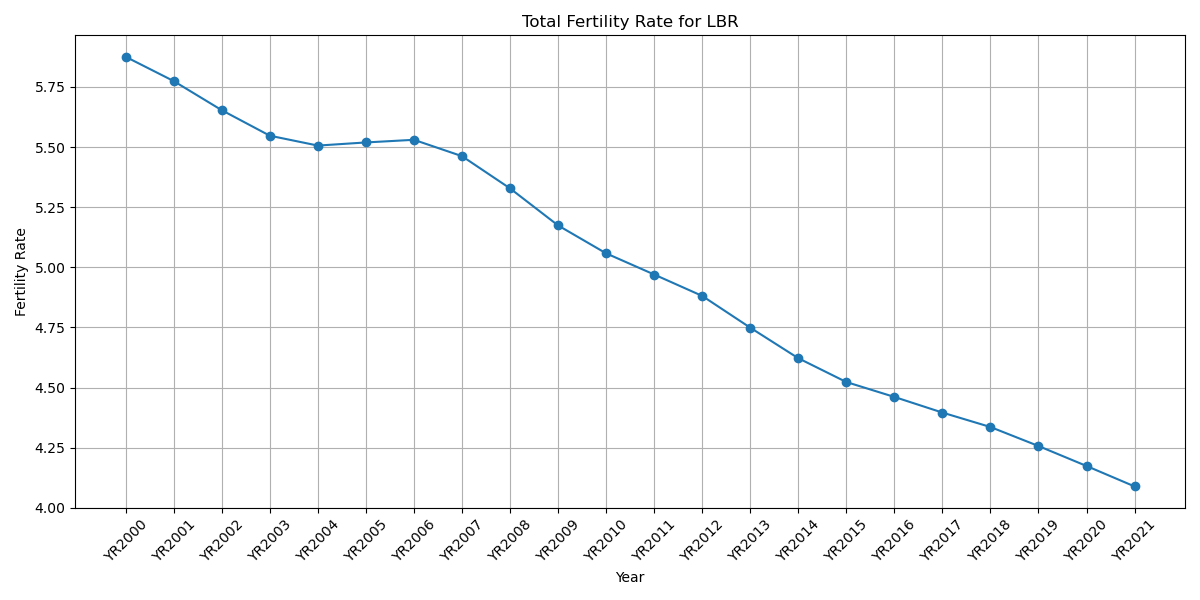 Total Fertility Rate for LBR
Fertility Rate
5.75
5.50
5.25
5.00
4.75
4.50
4.25
4.00
YR2000
YR2001
YR2002
YR2003
YR2004
YR2005
YR2006
YR2007
YR2008
YR2009
YR2010
YR2011
YR2012
YR2013
YR2014
YR2015
YR2016
YR2017
YR2018
YR2019
YR2020
YR2021
Year